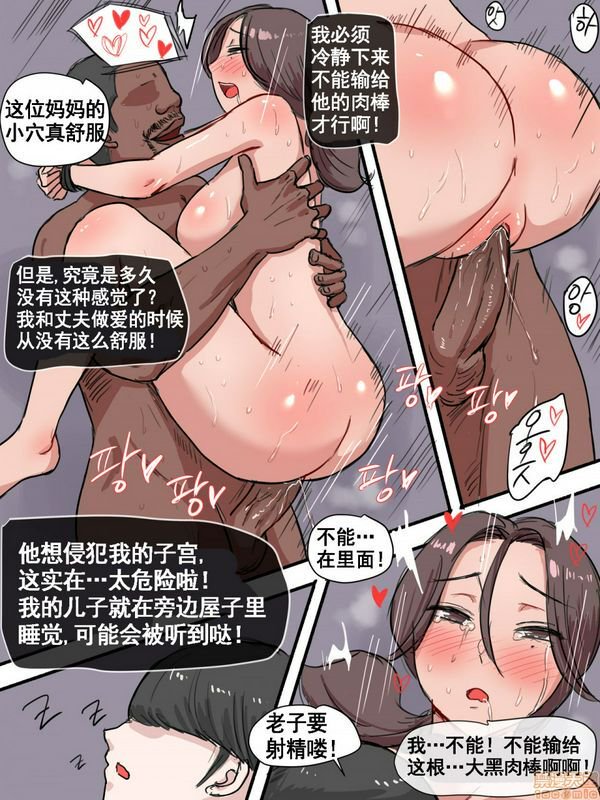 这位妈妈的
小穴真舒服
我必须
冷静下来
不能输给
他的肉棒
才行啊！
앗
하
但是,究竟是多久
没有这种感觉了？
我和丈夫做爱的时候
从没有这么舒服！
앙
팡
팡
팡
팡
읏
他想侵犯我的子宫,
这实在…太危险啦！
我的儿子就在旁边屋子里
睡觉,可能会被听到哒！
不能…
在里面！
Z
Z
Z
老子要
射精喽！
我…不能！不能输给
这根…大黑肉棒啊啊！